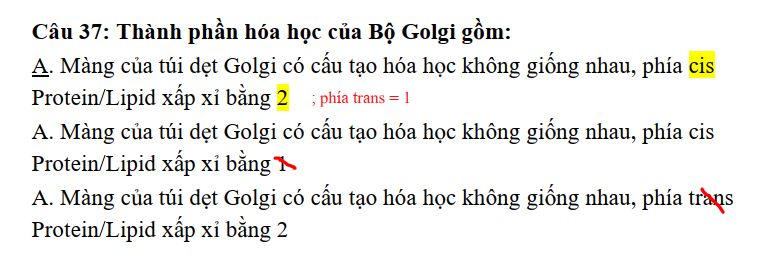 Câu 37: Thành phần hóa học của Bộ Golgi gồm:
A. Màng của túi dẹt Golgi có cấu tạo hóa học không giống nhau, phía cis
Protein/Lipid xấp xỉ bằng 2 ; phía trans = 1
A. Màng của túi dẹt Golgi có cấu tạo hóa học không giống nhau, phía cis
Protein/Lipid xấp xỉ bằng 1
A. Màng của túi dẹt Golgi có cấu tạo hóa học không giống nhau, phía trans
Protein/Lipid xấp xỉ bằng 2